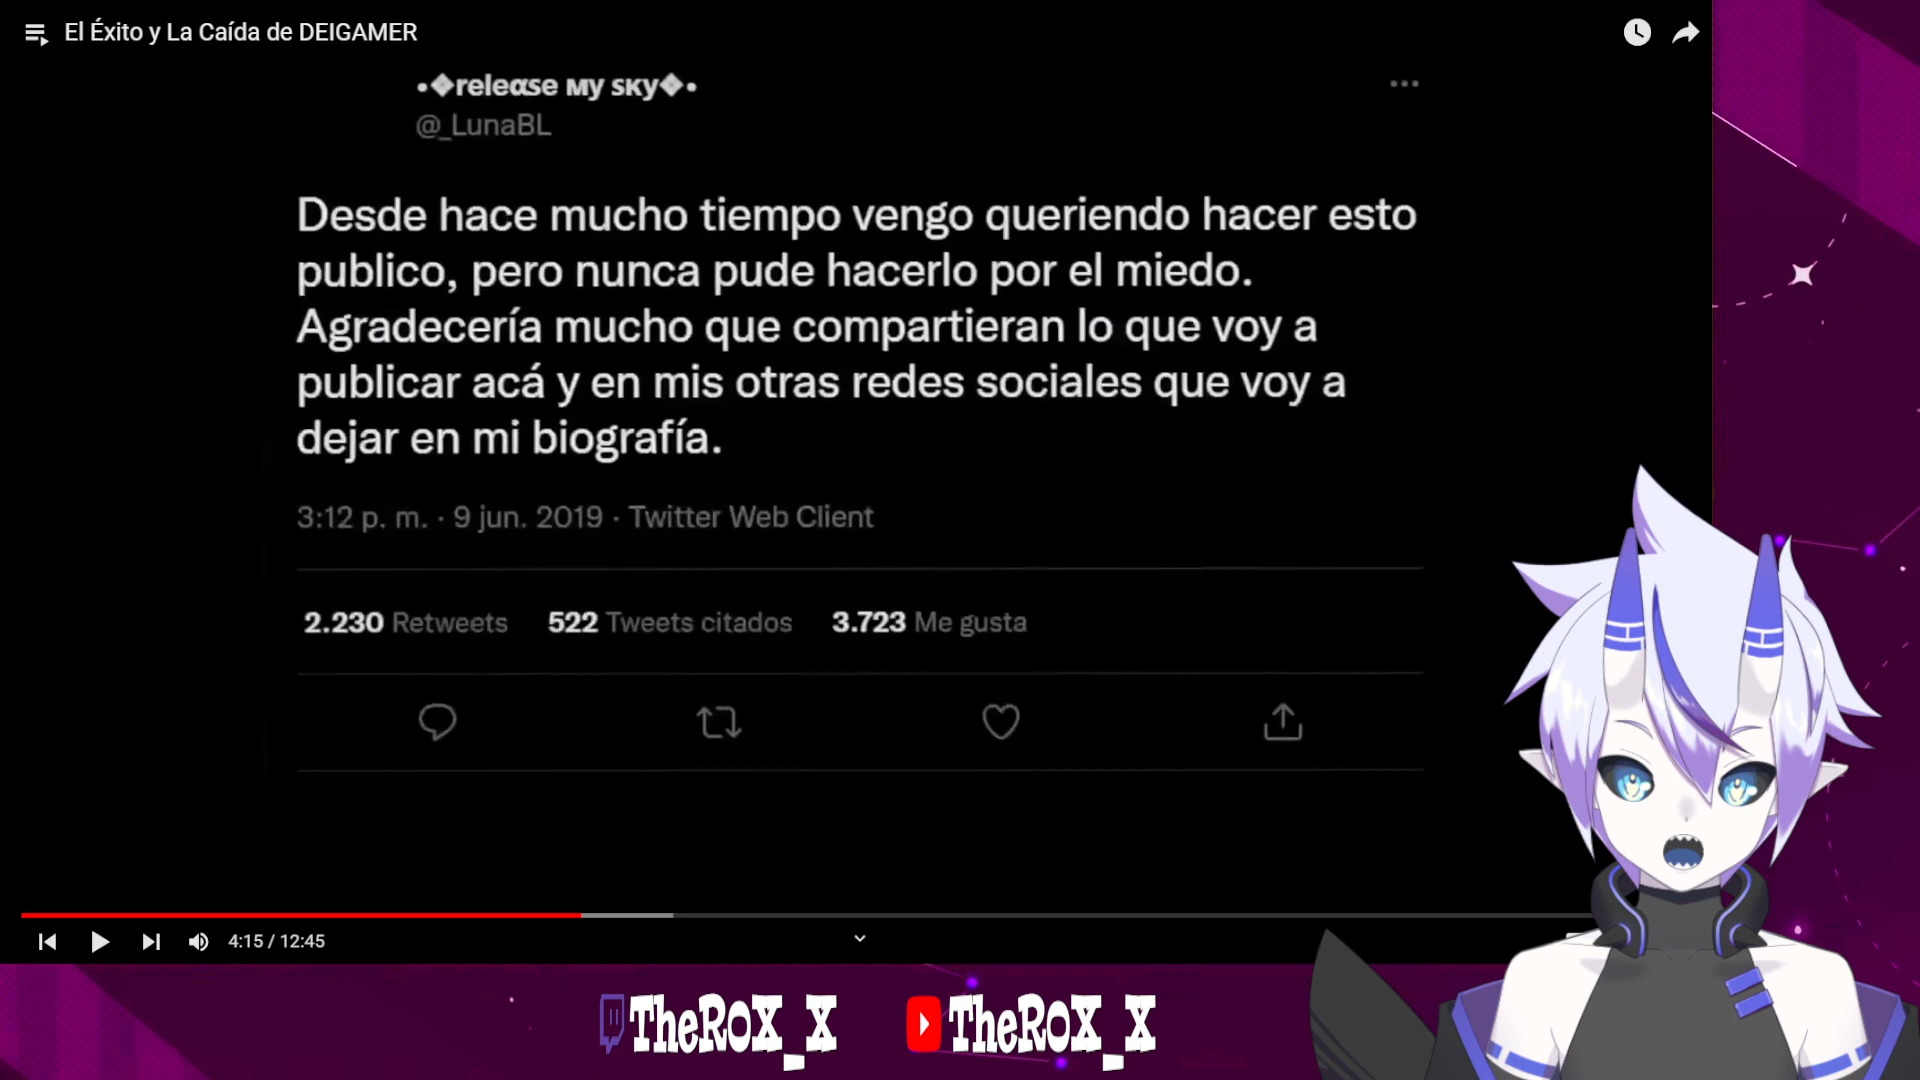 El Éxito y La Caída de DEIGAMER
•❖releαse мy sĸy❖•
@_LunaBL
Desde hace mucho tiempo vengo queriendo hacer esto
publico, pero nunca pude hacerlo por el miedo.
Agradecería mucho que compartieran lo que voy a
publicar acá y en mis otras redes sociales que voy a
dejar en mi biografía.
3:12 p. m. · 9 jun. 2019 · Twitter Web Client
2.230 Retweets 522 Tweets citados 3.723 Me gusta
4:15 / 12:45
TheRoX_X TheRoX_X